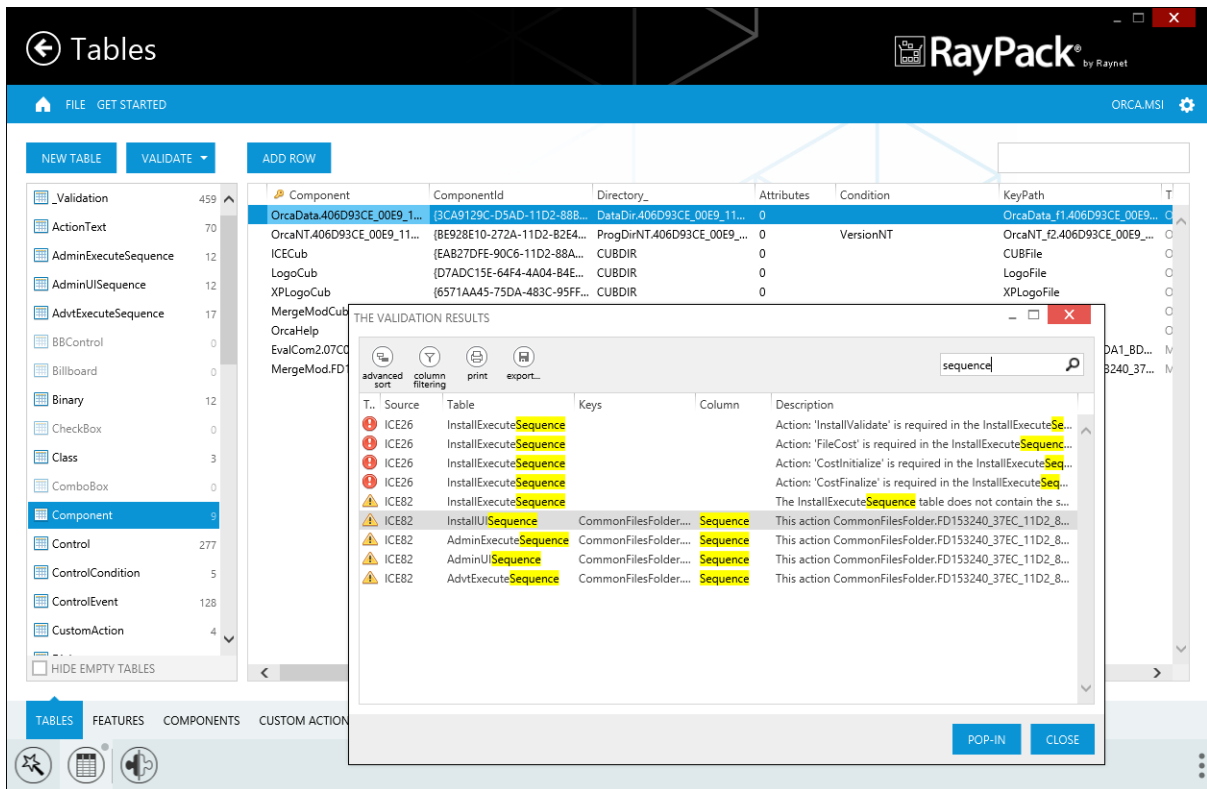 Tables
RayPack® by Raynet
FILE GET STARTED
ORCA.MSI
NEW TABLE VALIDATE ADD ROW
_Validation 459
ActionText 70
AdminExecuteSequence 12
AdminUISequence 12
AdvtExecuteSequence 17
BBControl 0
Billboard 0
Binary 12
CheckBox 0
Class 3
ComboBox 0
Component 9
Control 277
ControlCondition 5
ControlEvent 128
CustomAction 4
HIDE EMPTY TABLES
Component ComponentId Directory_ Attributes Condition KeyPath T
OrcaData.406D93CE_00E9_1... {3CA9129C-D5AD-11D2-88B... DataDir.406D93CE_00E9_11... 0 OrcaData_f1.406D93CE_00E9... O
OrcaNT.406D93CE_00E9_11... {BE928E10-272A-11D2-B2E4... ProgDirNT.406D93CE_00E9_... 0 VersionNT OrcaNT_f2.406D93CE_00E9_... O
ICECub {EAB27DFE-90C6-11D2-88A... CUBDIR 0 CUBFile O
LogoCub {D7ADC15E-64F4-4A04-B4E... CUBDIR 0 LogoFile O
XPLogoCub {6571AA45-75DA-483C-95FF... CUBDIR 0 XPLogoFile O
MergeModCub O
OrcaHelp O
EvalCom2.07C0 DA1_BD... M
MergeMod.FD1 3240_37... M
THE VALIDATION RESULTS
advanced sort column filtering print export...
sequence
T.. Source Table Keys Column Description
ICE26 InstallExecuteSequence Action: 'InstallValidate' is required in the InstallExecuteSe...
ICE26 InstallExecuteSequence Action: 'FileCost' is required in the InstallExecuteSequenc...
ICE26 InstallExecuteSequence Action: 'CostInitialize' is required in the InstallExecuteSeq...
ICE26 InstallExecuteSequence Action: 'CostFinalize' is required in the InstallExecuteSeq...
ICE82 InstallExecuteSequence The InstallExecuteSequence table does not contain the s...
ICE82 InstallUISequence CommonFilesFolder.... Sequence This action CommonFilesFolder.FD153240_37EC_11D2_8...
ICE82 AdminExecuteSequence CommonFilesFolder.... Sequence This action CommonFilesFolder.FD153240_37EC_11D2_8...
ICE82 AdminUISequence CommonFilesFolder.... Sequence This action CommonFilesFolder.FD153240_37EC_11D2_8...
ICE82 AdvtExecuteSequence CommonFilesFolder.... Sequence This action CommonFilesFolder.FD153240_37EC_11D2_8...
POP-IN CLOSE
TABLES FEATURES COMPONENTS CUSTOM ACTION